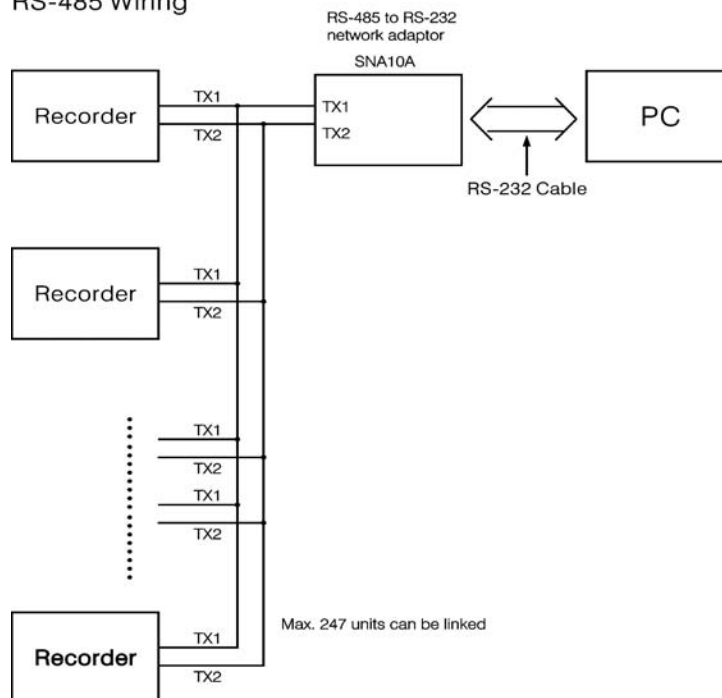 RS-485 Wiring
RS-485 to RS-232
network adaptor
SNA10A
Recorder
TX1
TX2
TX1
TX2
PC
RS-232 Cable
Recorder
TX1
TX2
TX1
TX2
TX1
TX2
Max. 247 units can be linked
Recorder
TX1
TX2